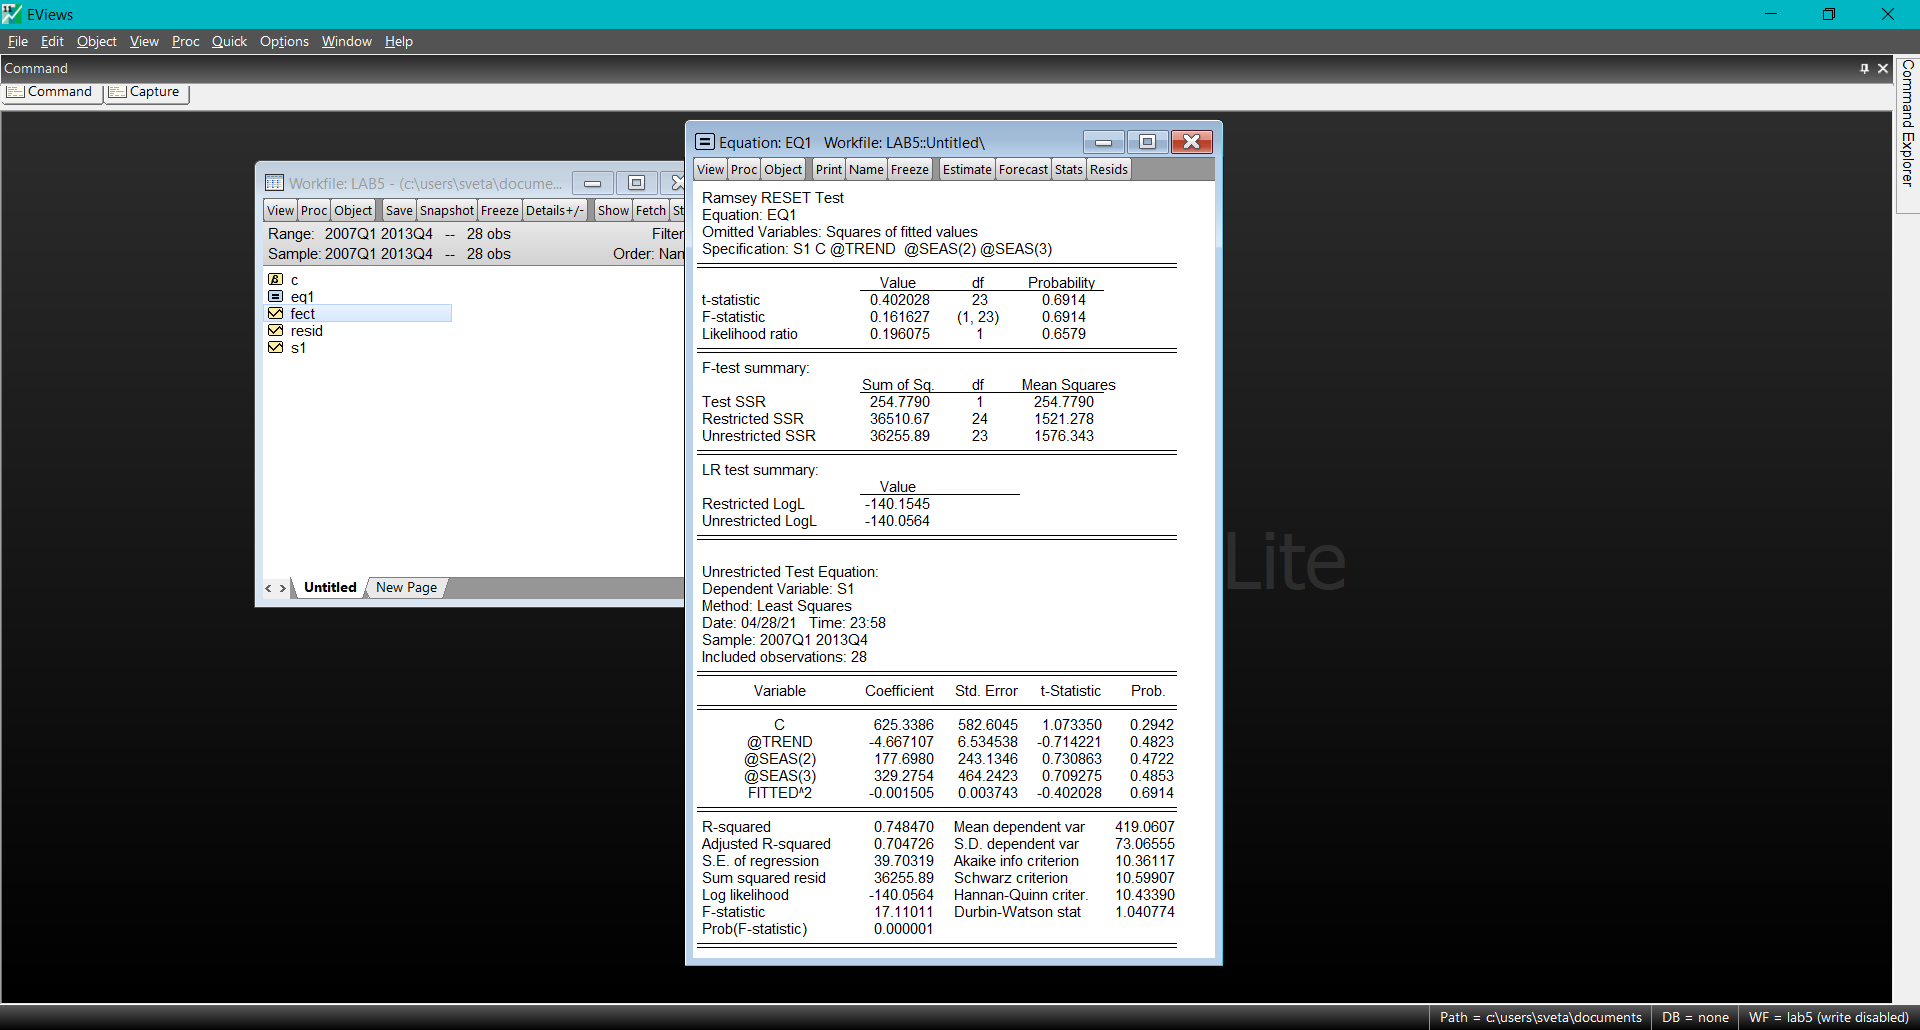 EViews
File Edit Object View Proc Quick Options Window Help
Command
Command Capture
Command Explorer
Workfile: LAB5 - (c:\users\sveta\docume...
View Proc Object Save Snapshot Freeze Details+/- Show Fetch St
Range: 2007Q1 2013Q4 -- 28 obs Filter
Sample: 2007Q1 2013Q4 -- 28 obs Order: Nan
c
eq1
fect
resid
s1
< > Untitled New Page
Equation: EQ1 Workfile: LAB5::Untitled\
View Proc Object Print Name Freeze Estimate Forecast Stats Resids
Ramsey RESET Test
Equation: EQ1
Omitted Variables: Squares of fitted values
Specification: S1 C @TREND @SEAS(2) @SEAS(3)
Value df Probability
t-statistic 0.402028 23 0.6914
F-statistic 0.161627 (1, 23) 0.6914
Likelihood ratio 0.196075 1 0.6579
F-test summary:
Sum of Sq. df Mean Squares
Test SSR 254.7790 1 254.7790
Restricted SSR 36510.67 24 1521.278
Unrestricted SSR 36255.89 23 1576.343
LR test summary:
Value
Restricted LogL -140.1545
Unrestricted LogL -140.0564
Unrestricted Test Equation:
Dependent Variable: S1
Method: Least Squares
Date: 04/28/21 Time: 23:58
Sample: 2007Q1 2013Q4
Included observations: 28
Variable Coefficient Std. Error t-Statistic Prob.
C 625.3386 582.6045 1.073350 0.2942
@TREND -4.667107 6.534538 -0.714221 0.4823
@SEAS(2) 177.6980 243.1346 0.730863 0.4722
@SEAS(3) 329.2754 464.2423 0.709275 0.4853
FITTED^2 -0.001505 0.003743 -0.402028 0.6914
R-squared 0.748470 Mean dependent var 419.0607
Adjusted R-squared 0.704726 S.D. dependent var 73.06555
S.E. of regression 39.70319 Akaike info criterion 10.36117
Sum squared resid 36255.89 Schwarz criterion 10.59907
Log likelihood -140.0564 Hannan-Quinn criter. 10.43390
F-statistic 17.11011 Durbin-Watson stat 1.040774
Prob(F-statistic) 0.000001
Lite
Path = c:\users\sveta\documents DB = none WF = lab5 (write disabled)